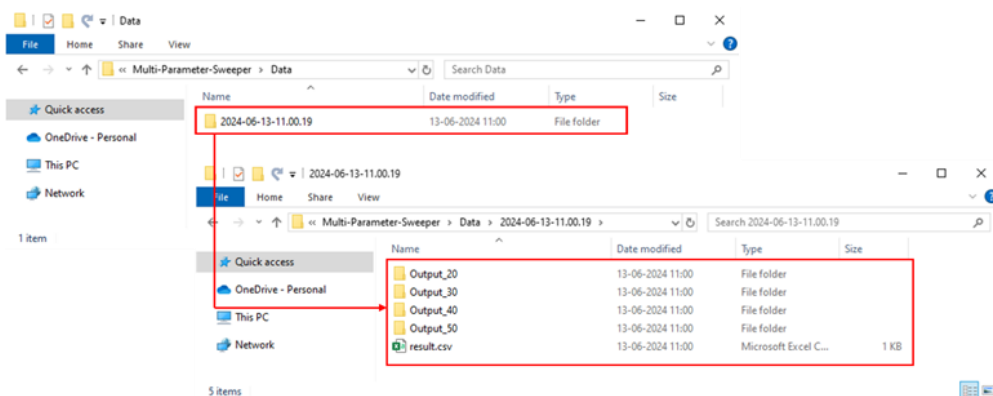 Data
File Home Share View
« Multi-Parameter-Sweeper > Data Search Data
Name Date modified Type Size
Quick access
2024-06-13-11.00.19 13-06-2024 11:00 File folder
OneDrive - Personal
This PC
Network
1 item
2024-06-13-11.00.19
File Home Share View
« Multi-Parameter-Sweeper > Data > 2024-06-13-11.00.19 > Search 2024-06-13-11.00.19
Name Date modified Type Size
Quick access
OneDrive - Personal
This PC
Network
Output_20 13-06-2024 11:00 File folder
Output_30 13-06-2024 11:00 File folder
Output_40 13-06-2024 11:00 File folder
Output_50 13-06-2024 11:00 File folder
result.csv 13-06-2024 11:00 Microsoft Excel C... 1 KB
5 items